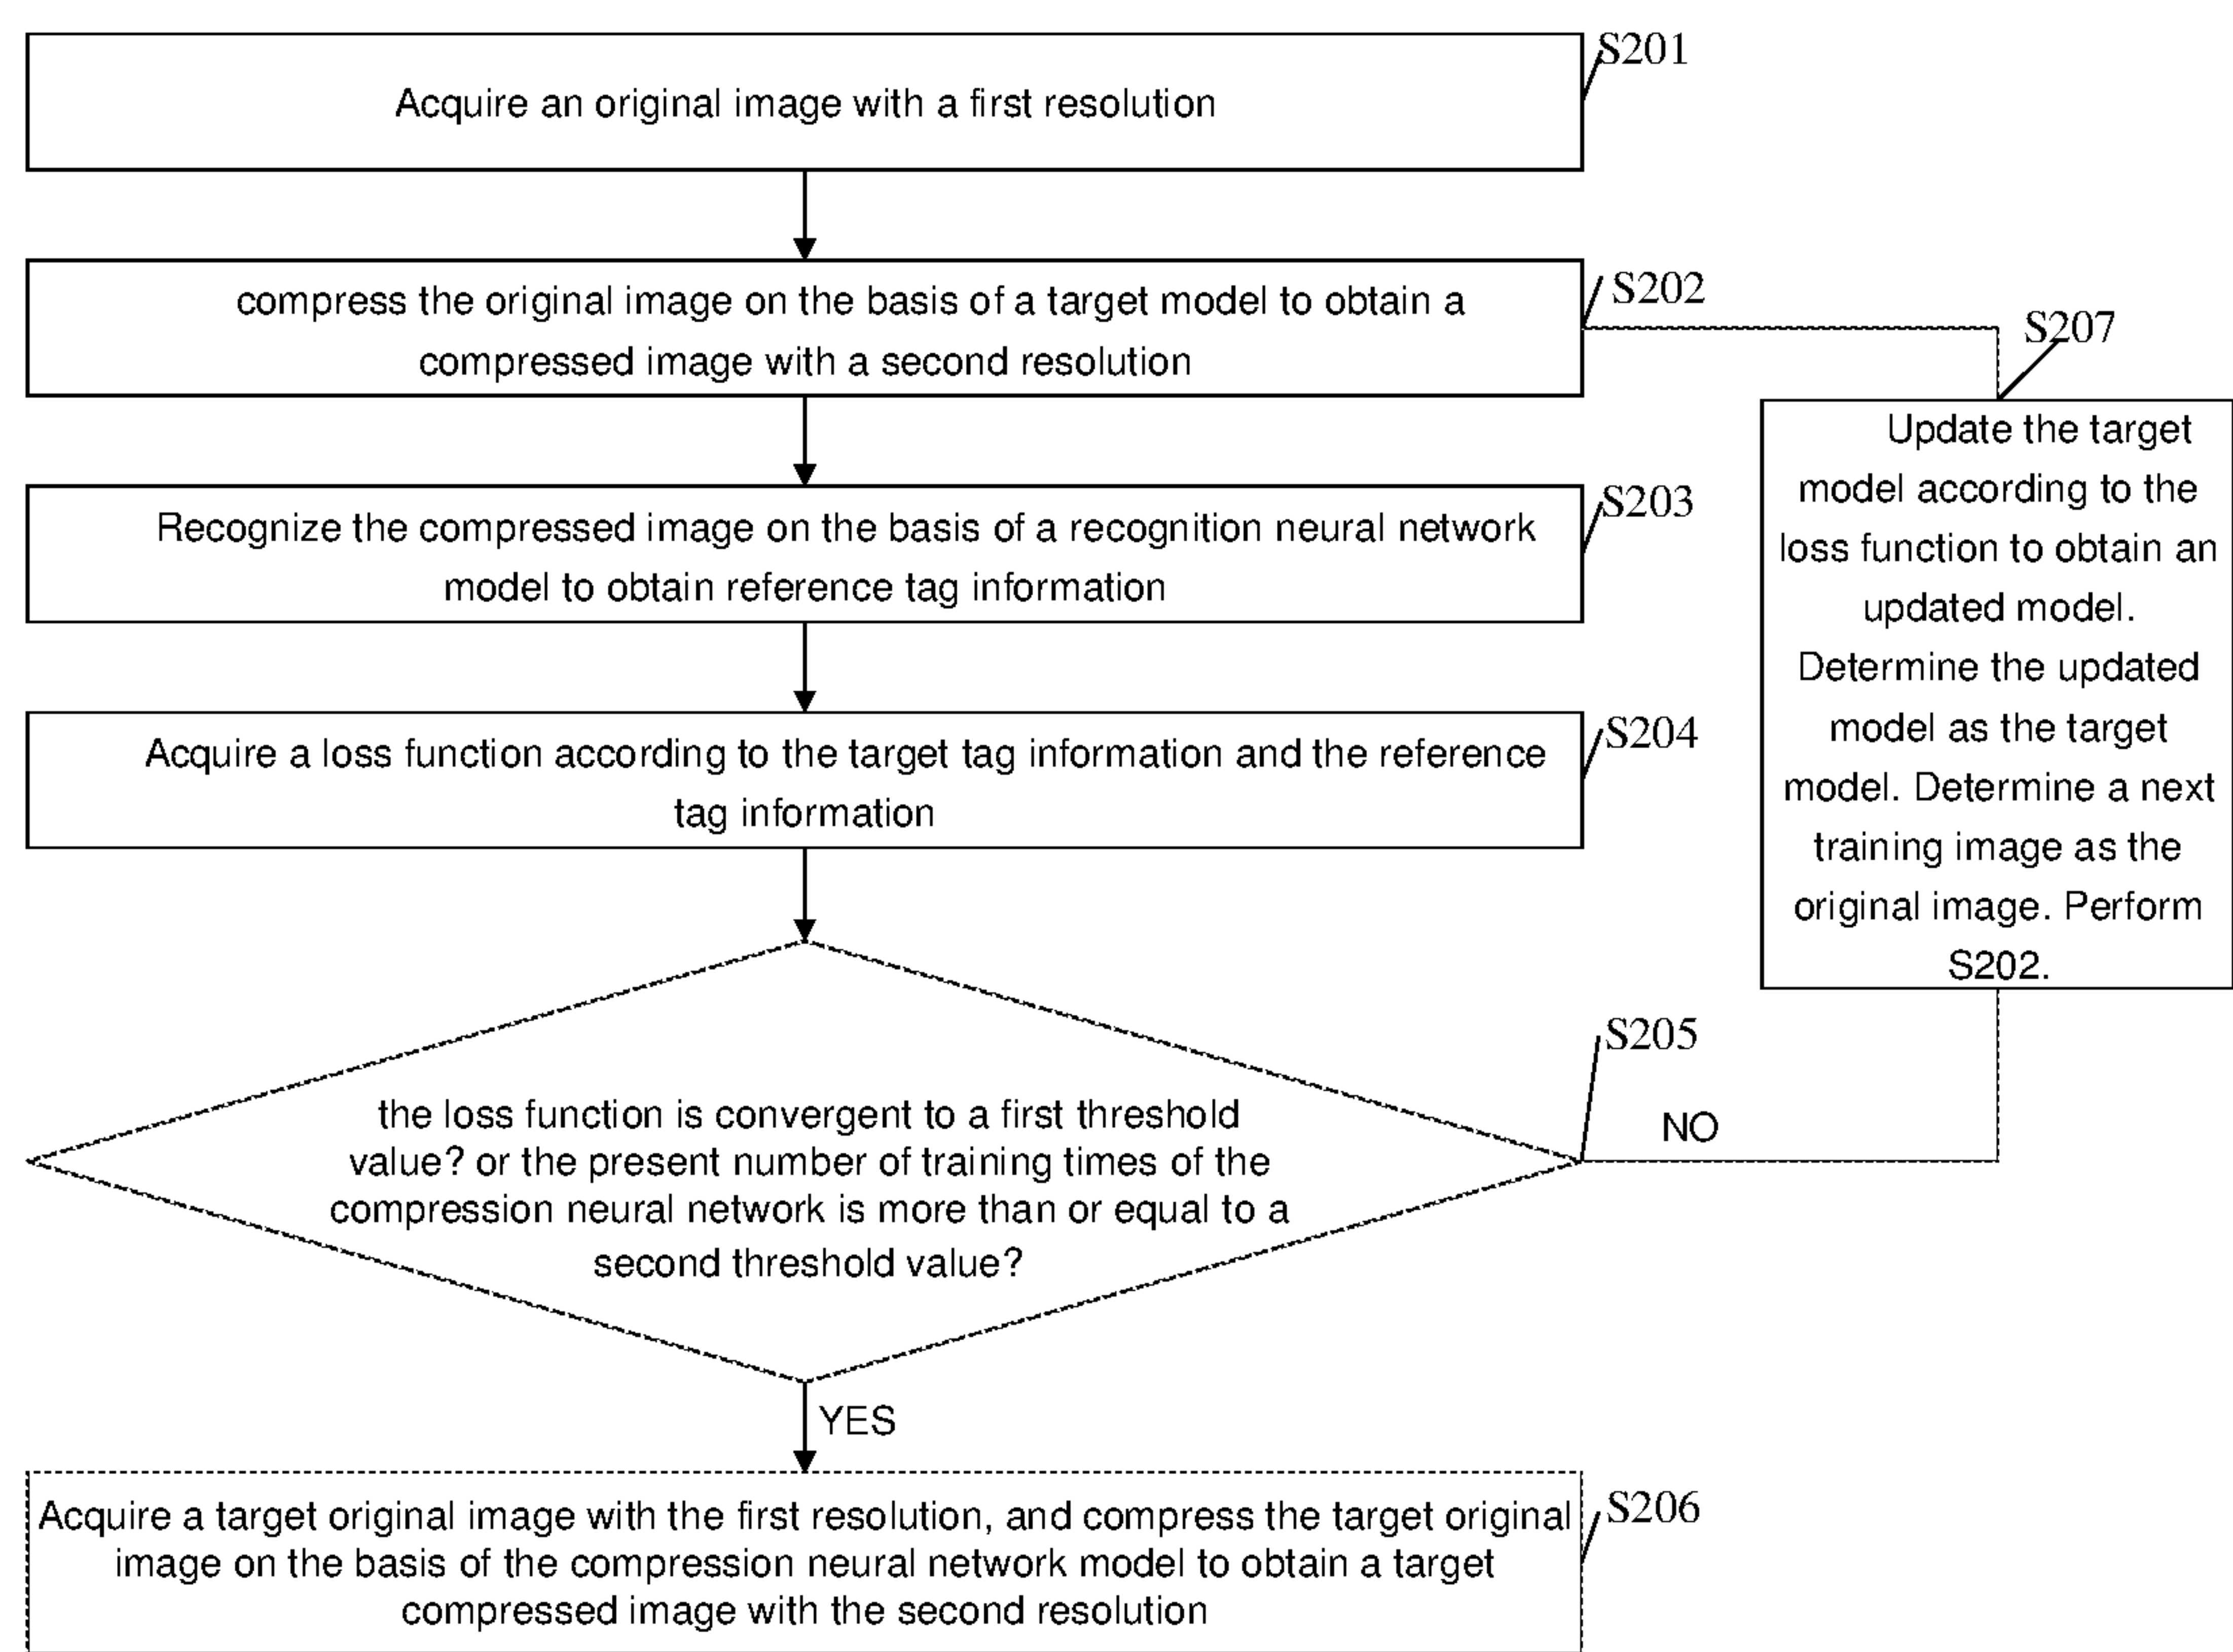 S201
Acquire an original image with a first resolution
S202
compress the original image on the basis of a target model to obtain a
compressed image with a second resolution
S203
Recognize the compressed image on the basis of a recognition neural network
model to obtain reference tag information
S204
Acquire a loss function according to the target tag information and the reference
tag information
S205
the loss function is convergent to a first threshold
value? or the present number of training times of the
compression neural network is more than or equal to a
second threshold value?
NO
S207
Update the target
model according to the
loss function to obtain an
updated model.
Determine the updated
model as the target
model. Determine a next
training image as the
original image. Perform
S202.
YES
S206
Acquire a target original image with the first resolution, and compress the target original
image on the basis of the compression neural network model to obtain a target
compressed image with the second resolution